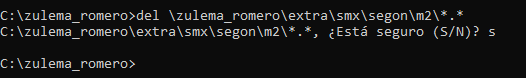 C:\zulema_romero>del \zulema_romero\extra\smx\segon\m2\*.*
C:\zulema_romero\extra\smx\segon\m2\*.*, ¿Está seguro (S/N)? s
C:\zulema_romero>